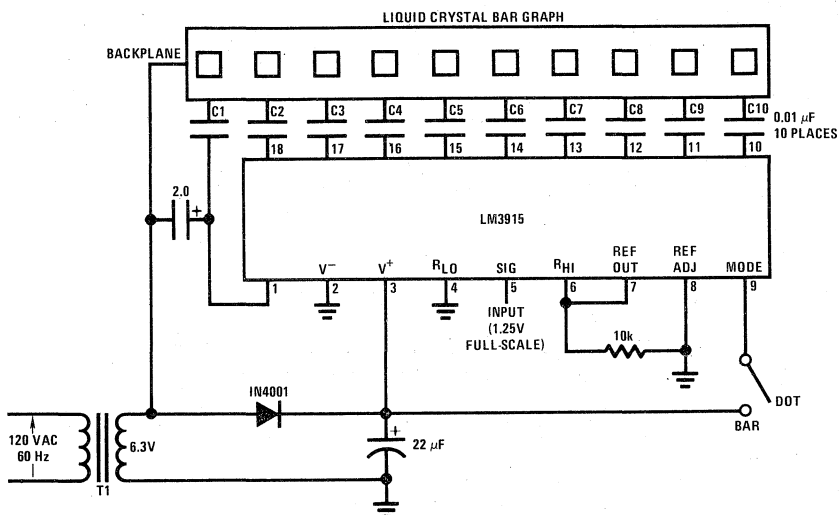 LIQUID CRYSTAL BAR GRAPH
BACKPLANE
C1 C2 C3 C4 C5 C6 C7 C8 C9 C10
0.01 μF
10 PLACES
18 17 16 15 14 13 12 11 10
2.0
+
LM3915
V⁻ V⁺ RLO SIG RHI REF OUT REF ADJ MODE
1 2 3 4 5 6 7 8 9
INPUT
(1.25V
FULL-SCALE)
10k
IN4001
DOT
BAR
+
22 μF
120 VAC
60 Hz
6.3V
T1